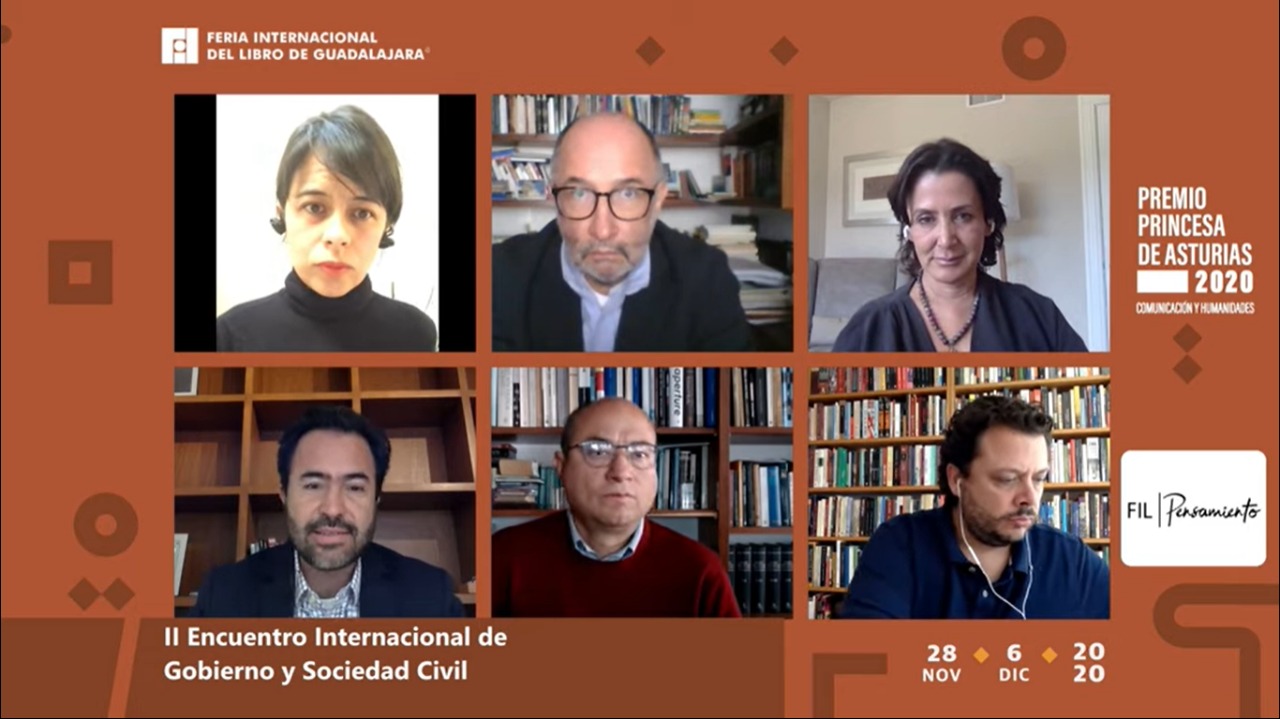 FERIA INTERNACIONAL
DEL LIBRO DE GUADALAJARA
PREMIO
PRINCESA
DE ASTURIAS
2020
COMUNICACIÓN Y HUMANIDADES
FIL | Pensamiento
II Encuentro Internacional de
Gobierno y Sociedad Civil
28 6 20
NOV DIC 20